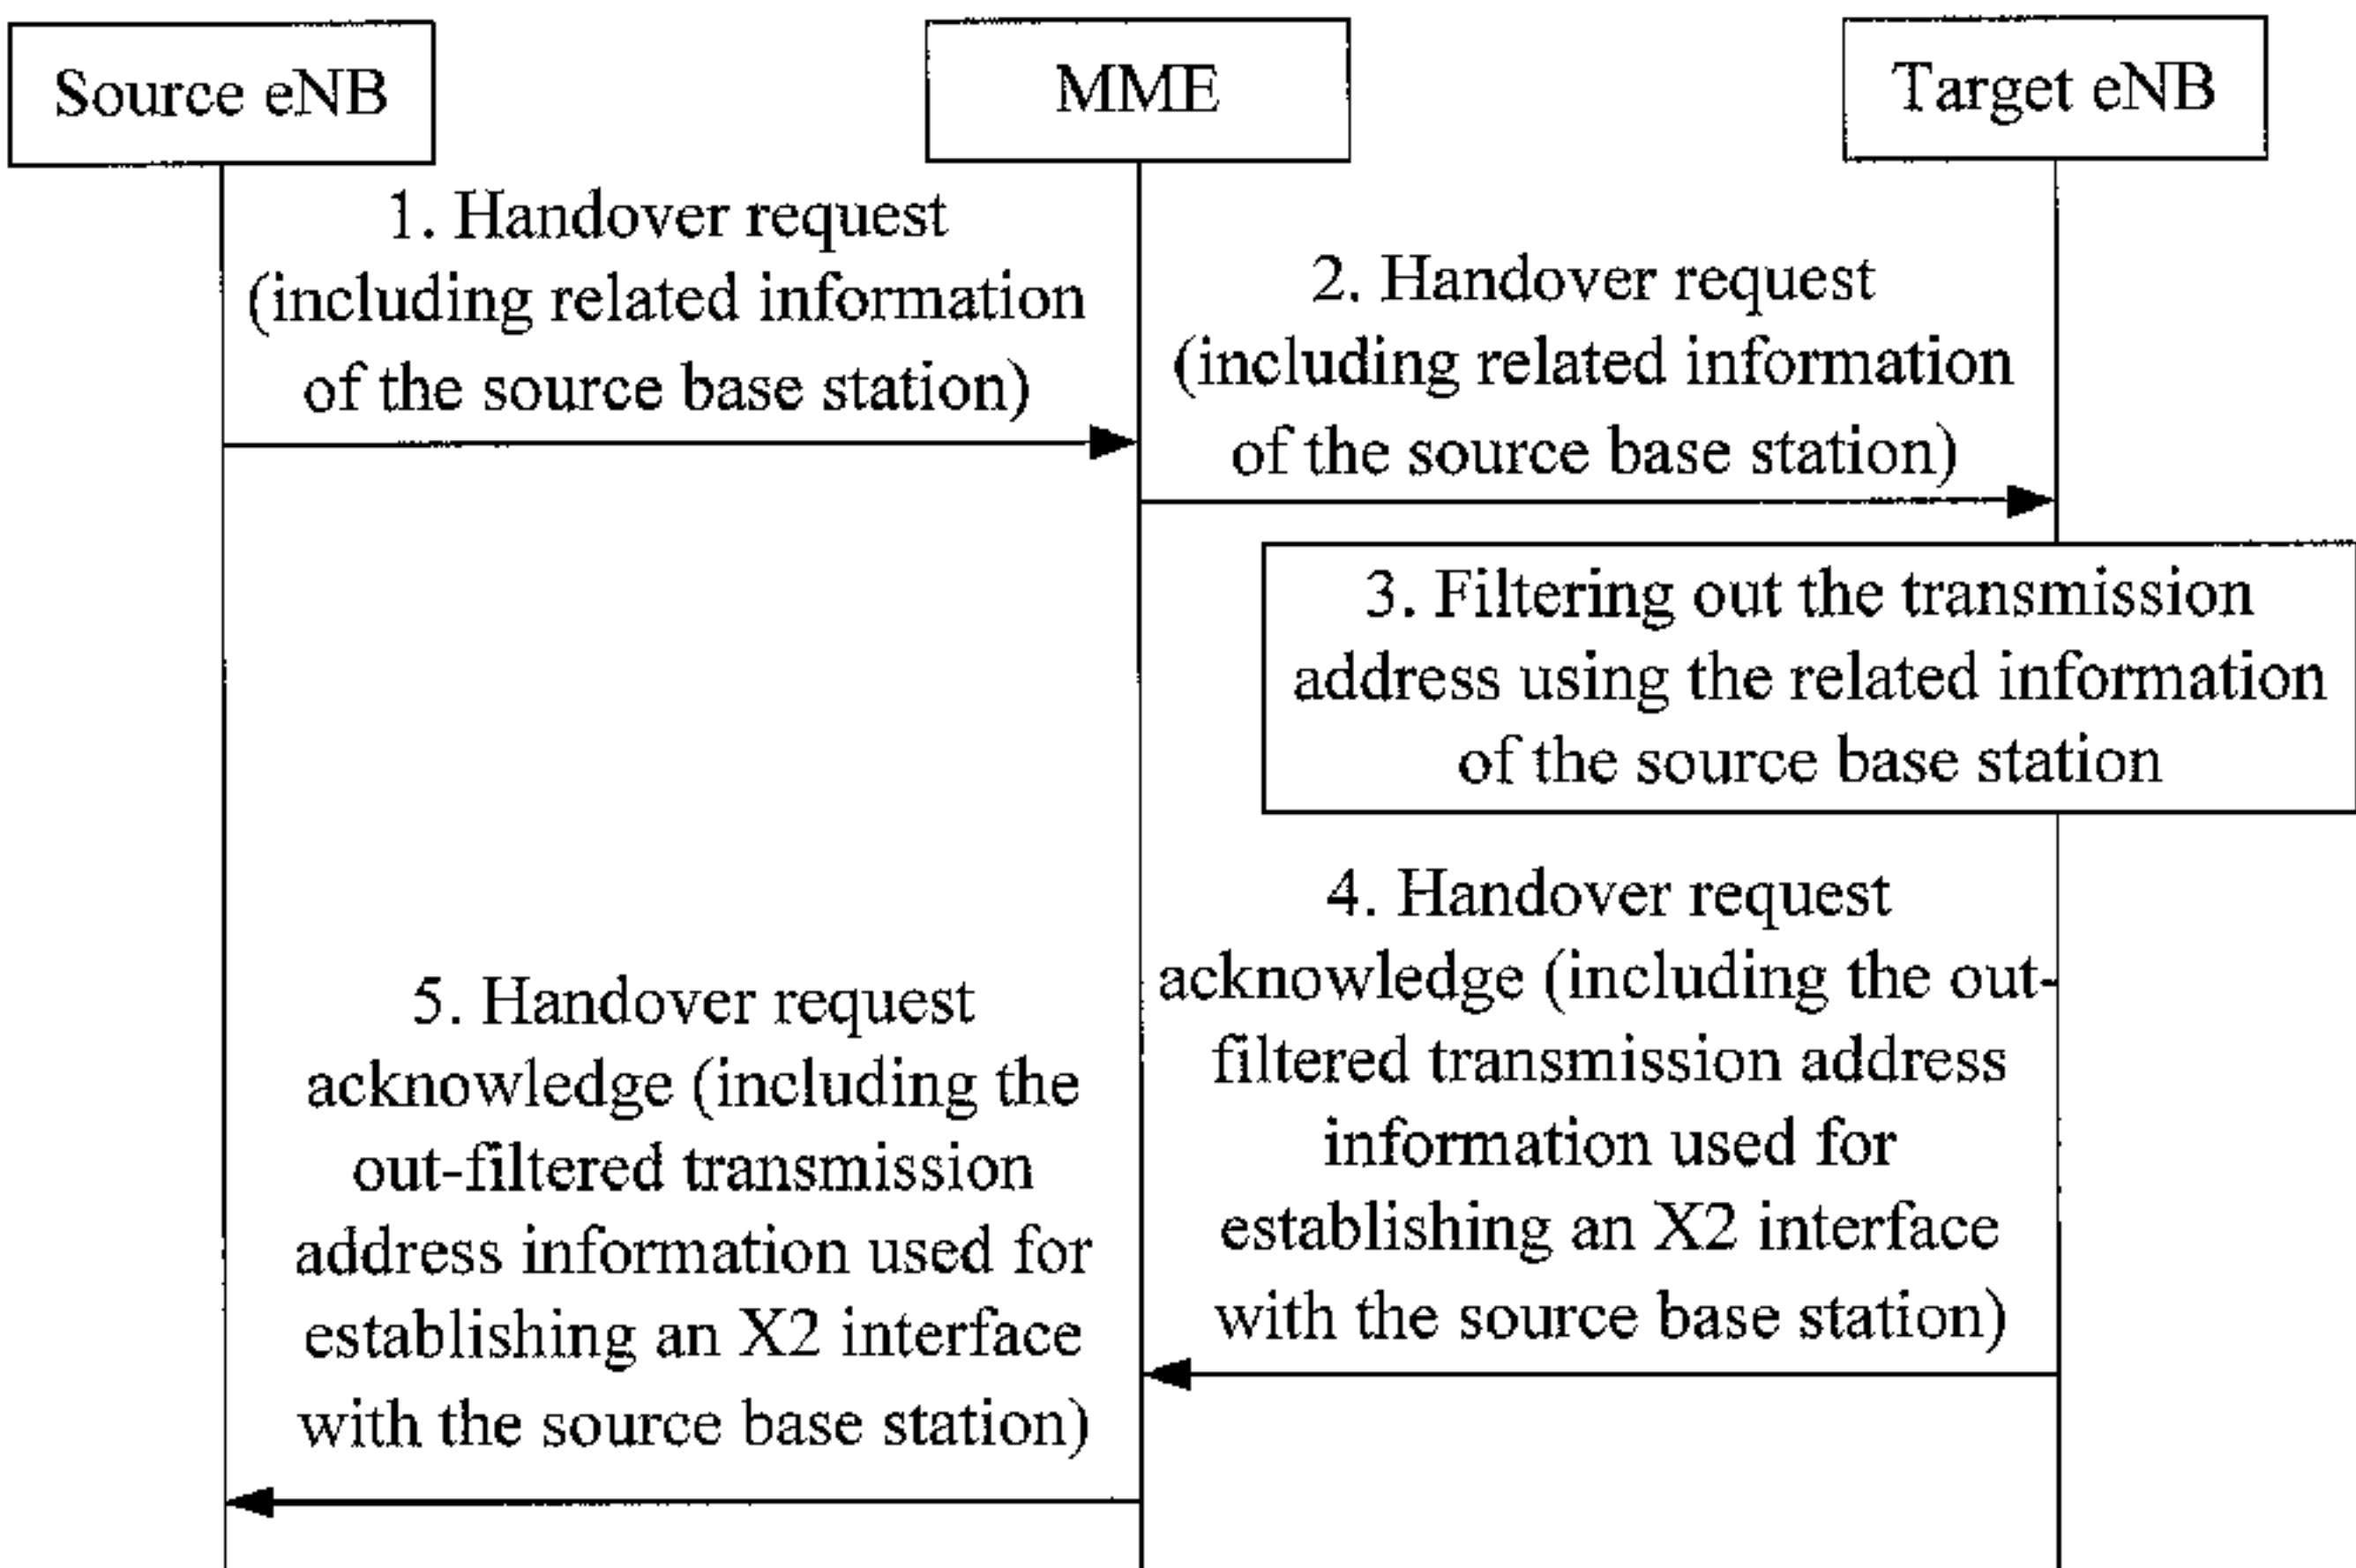 Source eNB
MME
Target eNB
1. Handover request
(including related information
of the source base station)
2. Handover request
(including related information
of the source base station)
3. Filtering out the transmission
address using the related information
of the source base station
4. Handover request
acknowledge (including the out-
filtered transmission address
information used for
establishing an X2 interface
with the source base station)
5. Handover request
acknowledge (including the
out-filtered transmission
address information used for
establishing an X2 interface
with the source base station)